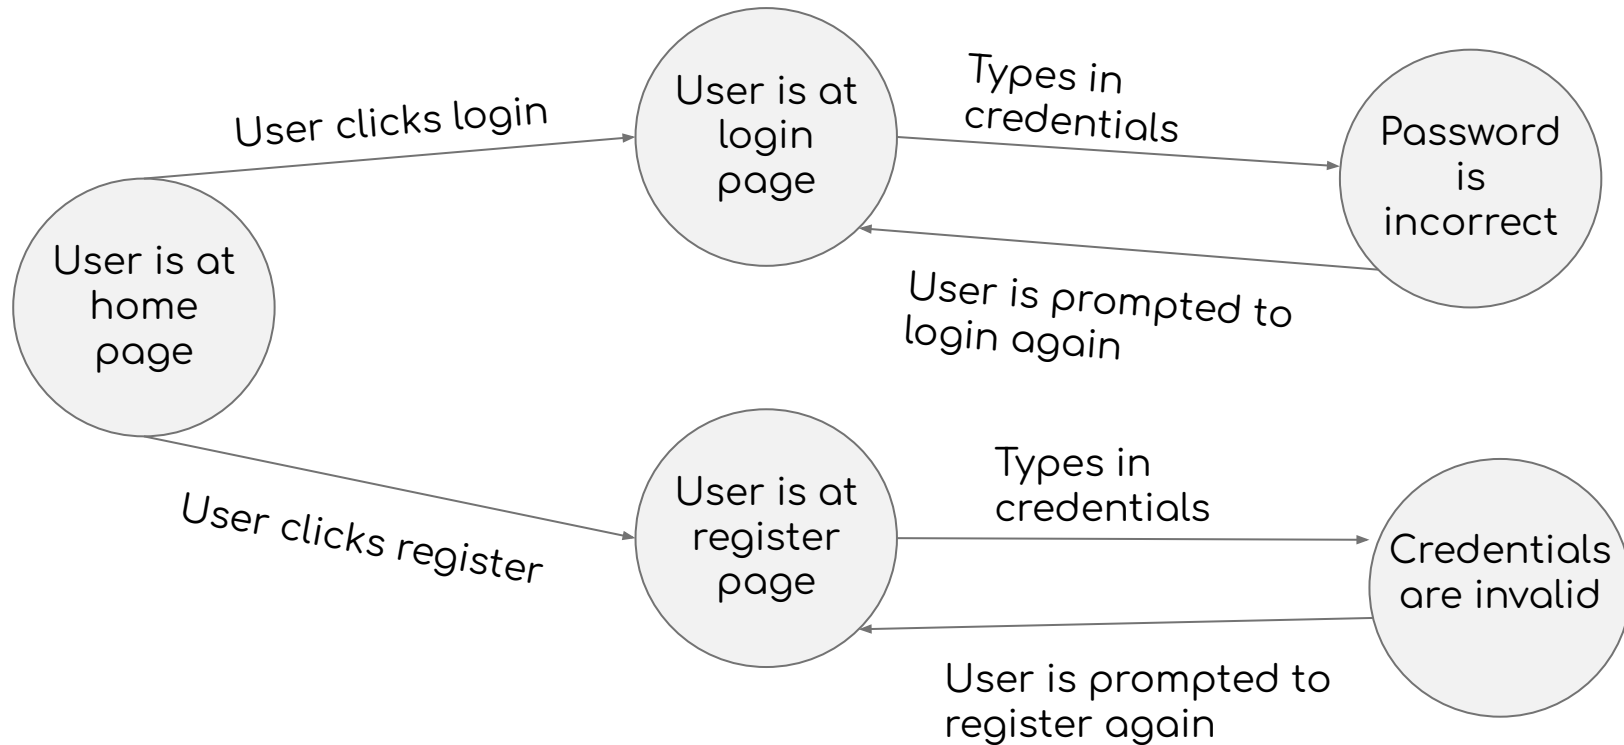 User is at
home
page
User clicks login
User is at
login
page
Types in
credentials
Password
is
incorrect
User is prompted to
login again
User clicks register
User is at
register
page
Types in
credentials
Credentials
are invalid
User is prompted to
register again